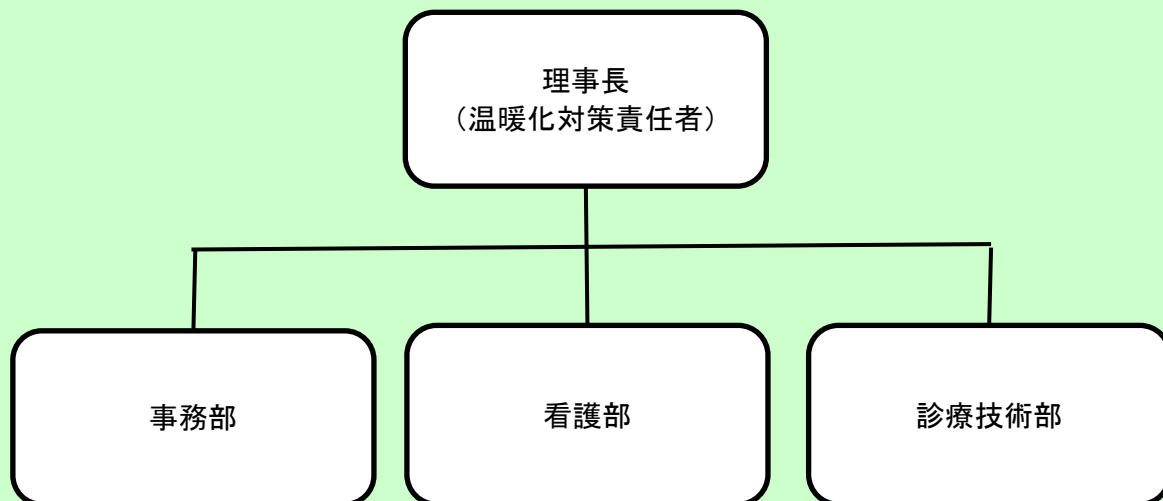 理事長
（温暖化対策責任者）
事務部
看護部
診療技術部